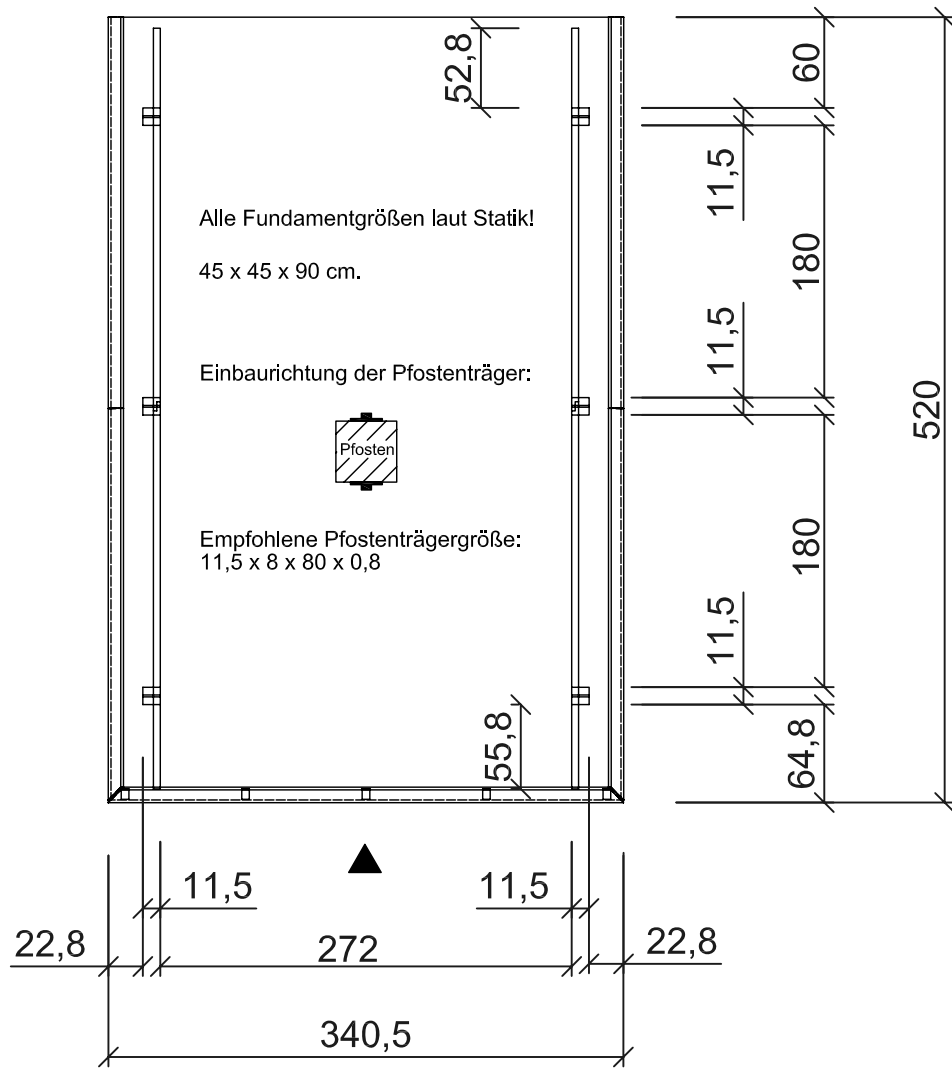 52,8
60
11,5
Alle Fundamentgrößen laut Statik!
180
45 x 45 x 90 cm.
11,5
Einbaurichtung der Pfostenträger:
520
Pfosten
Empfohlene Pfostenträgergröße:
11,5 x 8 x 80 x 0,8
180
11,5
55,8
64,8
11,5
11,5
22,8
272
22,8
340,5